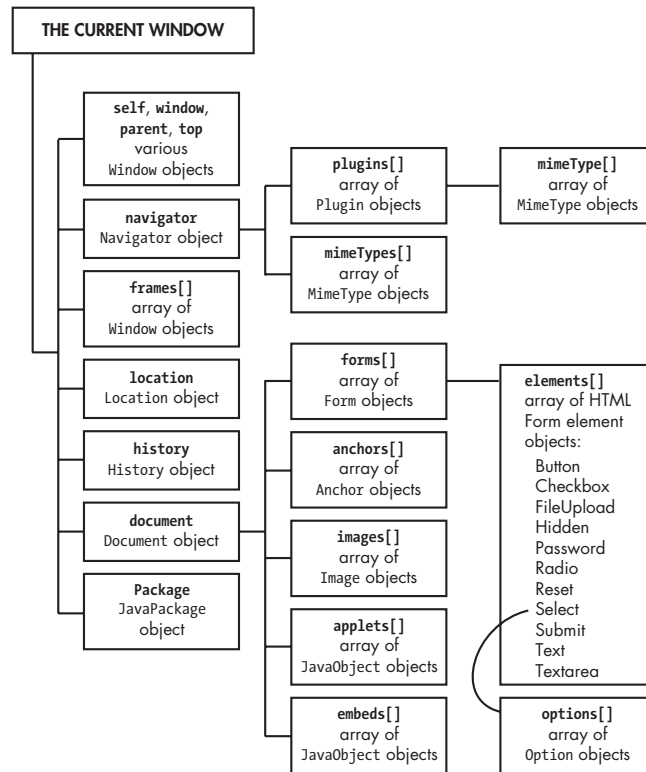 THE CURRENT WINDOW
self, window,
parent, top
various
Window objects
navigator
Navigator object
frames[]
array of
Window objects
location
Location object
history
History object
document
Document object
Package
JavaPackage
object
plugins[]
array of
Plugin objects
mimeTypes[]
array of
MimeType objects
forms[]
array of
Form objects
anchors[]
array of
Anchor objects
images[]
array of
Image objects
applets[]
array of
JavaObject objects
embeds[]
array of
JavaObject objects
mimeType[]
array of
MimeType objects
elements[]
array of HTML
Form element
objects:
Button
Checkbox
FileUpload
Hidden
Password
Radio
Reset
Select
Submit
Text
Textarea
options[]
array of
Option objects